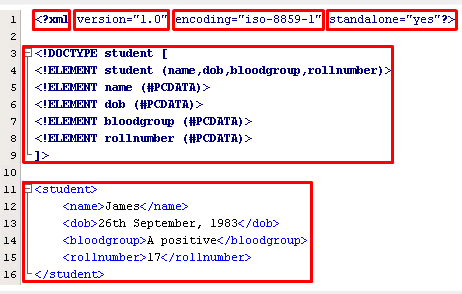 1 <?xml version="1.0" encoding="iso-8859-1" standalone="yes"?>
2
3 <!DOCTYPE student [
4 <!ELEMENT student (name,dob,bloodgroup,rollnumber)>
5 <!ELEMENT name (#PCDATA)>
6 <!ELEMENT dob (#PCDATA)>
7 <!ELEMENT bloodgroup (#PCDATA)>
8 <!ELEMENT rollnumber (#PCDATA)>
9 ]>
10
11 <student>
12 <name>James</name>
13 <dob>26th September, 1983</dob>
14 <bloodgroup>A positive</bloodgroup>
15 <rollnumber>17</rollnumber>
16 </student>